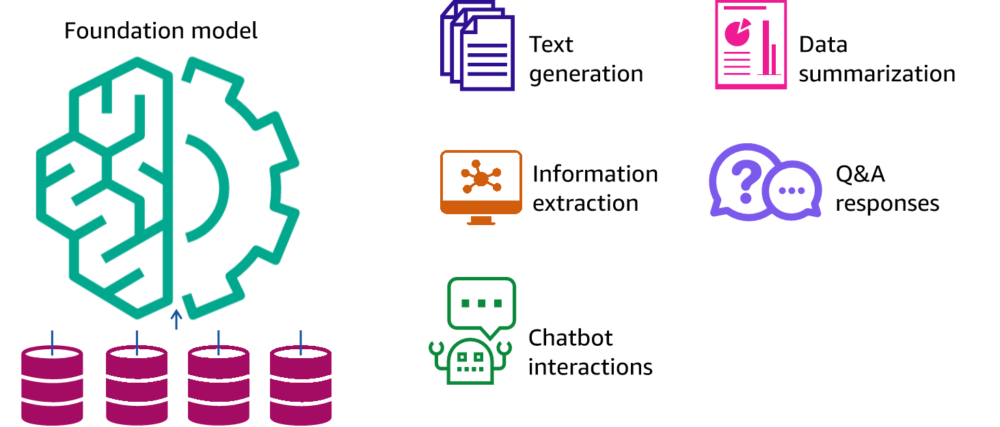 Foundation model
Text
generation
Data
summarization
Information
extraction
Q&A
responses
Chatbot
interactions